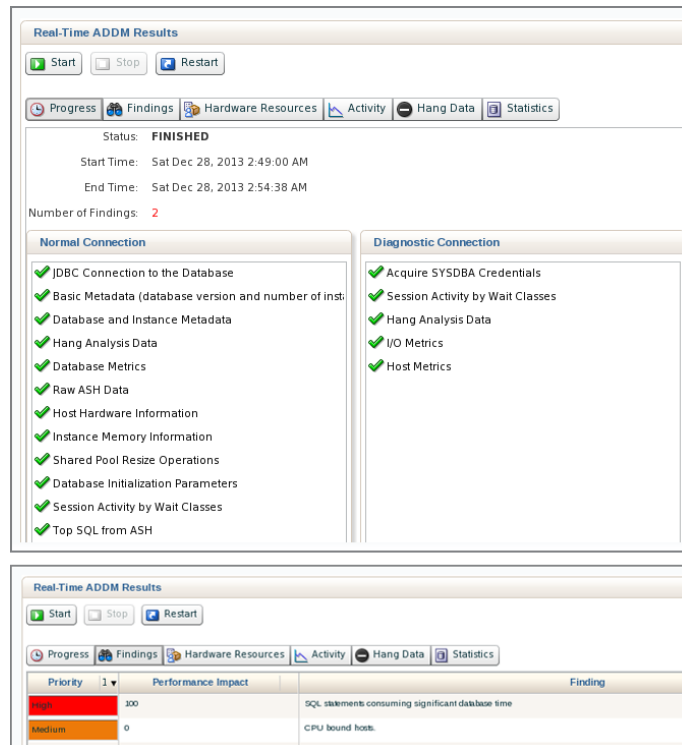 Real-Time ADDM Results
Start Stop Restart
Progress Findings Hardware Resources Activity Hang Data Statistics
Status: FINISHED
Start Time: Sat Dec 28, 2013 2:49:00 AM
End Time: Sat Dec 28, 2013 2:54:38 AM
Number of Findings: 2
Normal Connection
JDBC Connection to the Database
Basic Metadata (database version and number of insta
Database and Instance Metadata
Hang Analysis Data
Database Metrics
Raw ASH Data
Host Hardware Information
Instance Memory Information
Shared Pool Resize Operations
Database Initialization Parameters
Session Activity by Wait Classes
Top SQL from ASH
Diagnostic Connection
Acquire SYSDBA Credentials
Session Activity by Wait Classes
Hang Analysis Data
I/O Metrics
Host Metrics
Real-Time ADDM Results
Start Stop Restart
Progress Findings Hardware Resources Activity Hang Data Statistics
Priority 1 Performance Impact Finding
High 100 SQL statements consuming significant database time
Medium 0 CPU bound hosts.